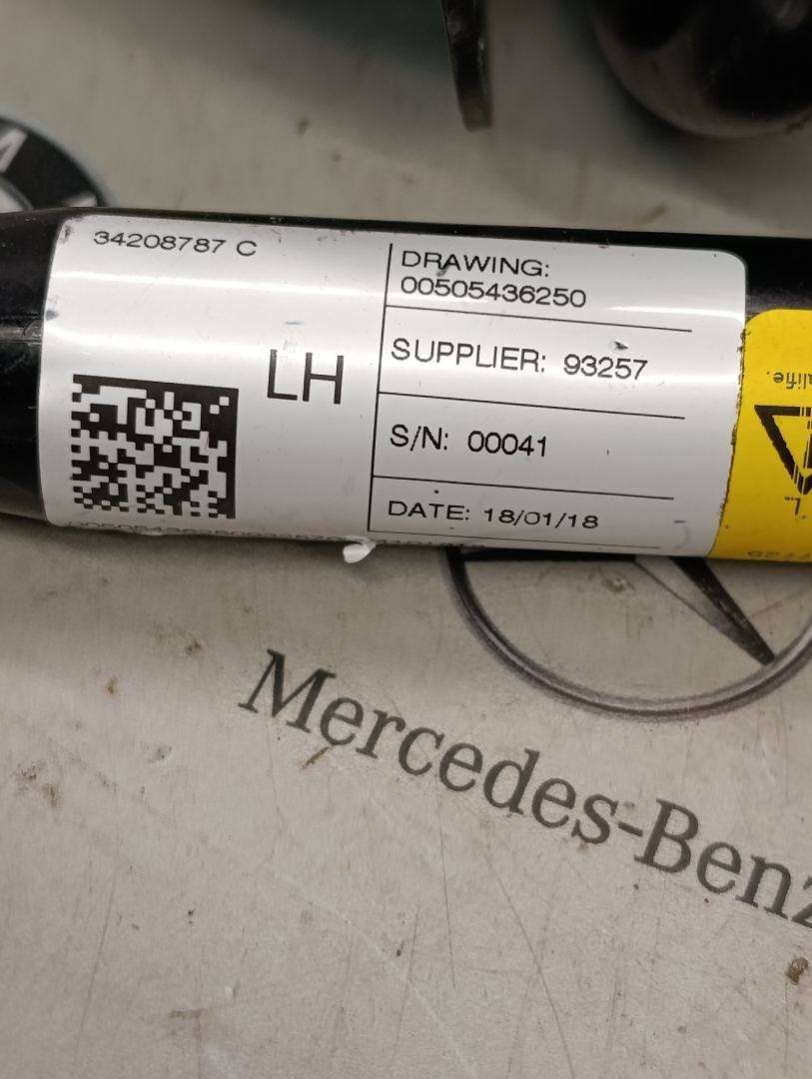 34208787 C
LH
DRAWING:
00505436250
SUPPLIER: 93257
S/N: 00041
DATE: 18/01/18
Mercedes-Benz
M